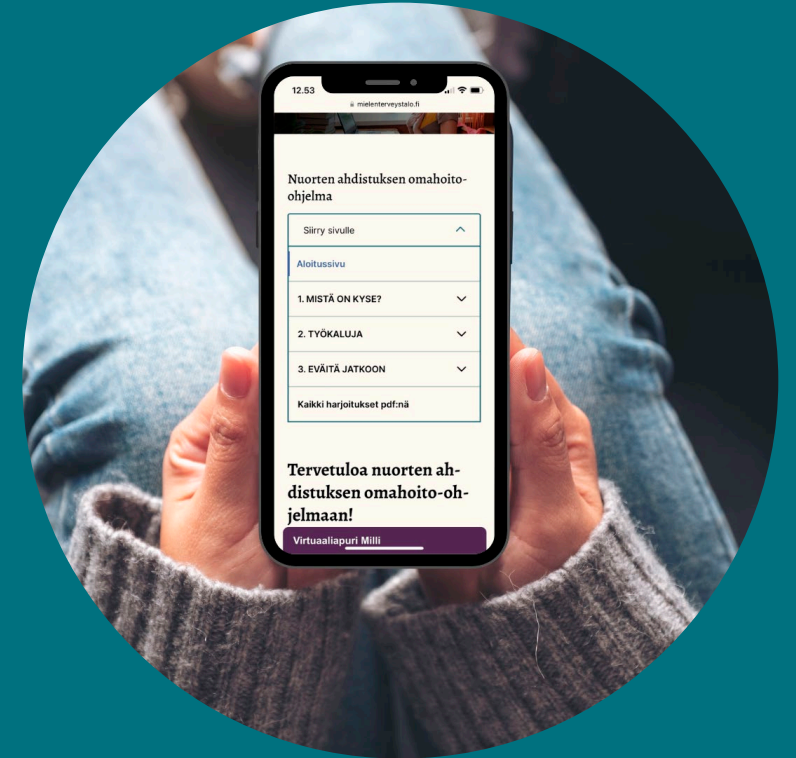 12.53
mielenterveystalo.fi
Nuorten ahdistuksen omahoito-
ohjelma
Siirry sivulle
Aloitussivu
1. MISTÄ ON KYSE?
2. TYÖKALUJA
3. EVÄITÄ JATKOON
Kaikki harjoitukset pdf:nä
Tervetuloa nuorten ah-
distuksen omahoito-oh-
jelmaan!
Virtuaaliapuri Milli